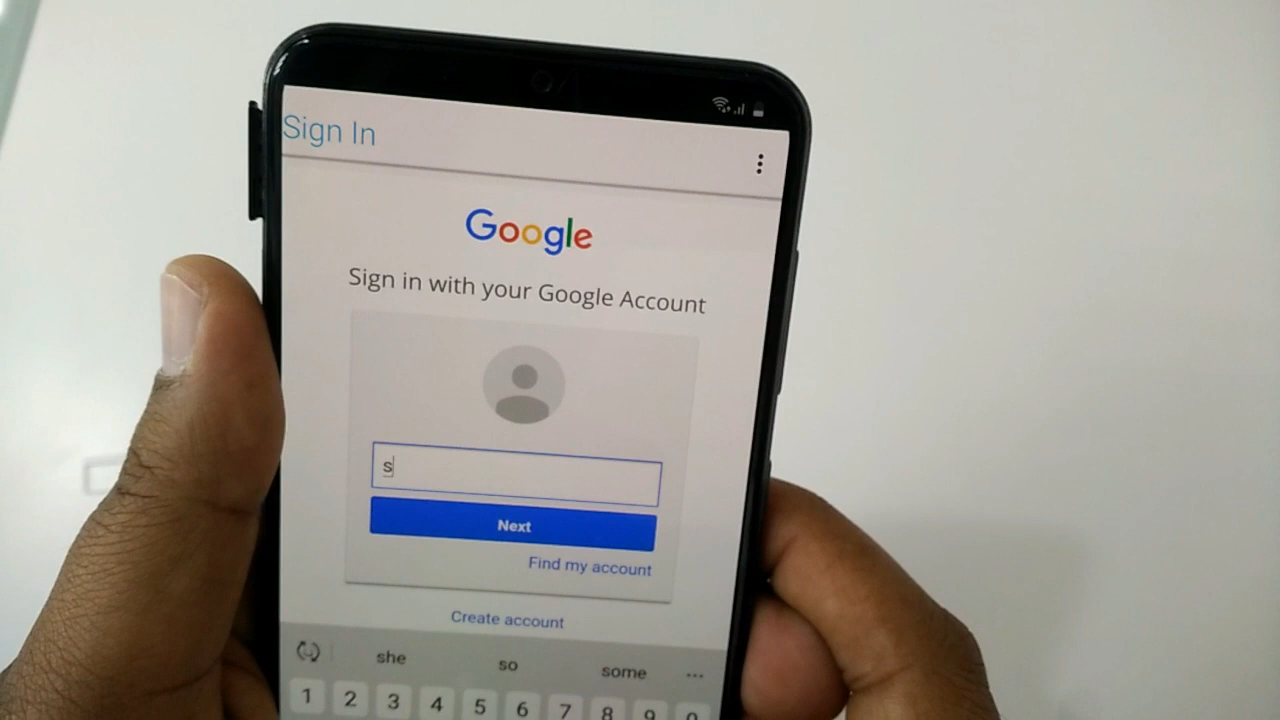 Sign In
Google
Sign in with your Google Account
s
Next
Find my account
Create account
she so some
1 2 3 4 5 6 7 8 9 0